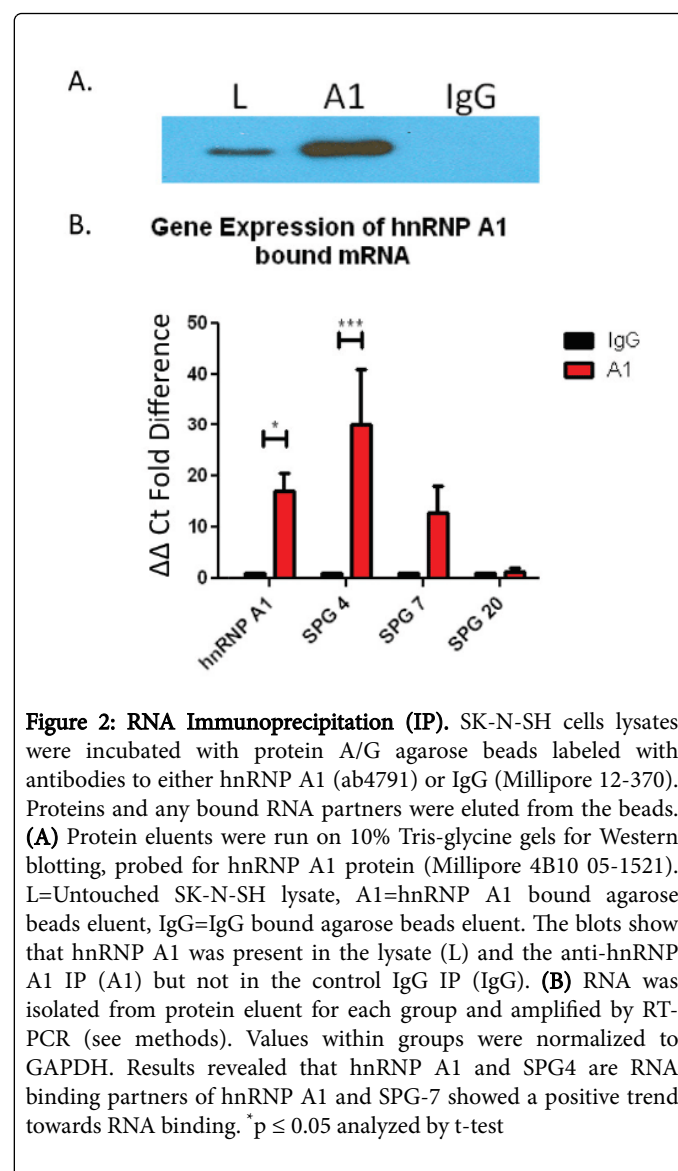 A.
L A1 IgG
B.
Gene Expression of hnRNP A1
bound mRNA
ΔΔ Ct Fold Difference
50
40
30
20
10
0
*
***
IgG
A1
hnRNP A1
SPG 4
SPG 7
SPG 20
Figure 2: RNA Immunoprecipitation (IP). SK-N-SH cells lysates
were incubated with protein A/G agarose beads labeled with
antibodies to either hnRNP A1 (ab4791) or IgG (Millipore 12-370).
Proteins and any bound RNA partners were eluted from the beads.
(A) Protein eluents were run on 10% Tris-glycine gels for Western
blotting, probed for hnRNP A1 protein (Millipore 4B10 05-1521).
L=Untouched SK-N-SH lysate, A1=hnRNP A1 bound agarose
beads eluent, IgG=IgG bound agarose beads eluent. The blots show
that hnRNP A1 was present in the lysate (L) and the anti-hnRNP
A1 IP (A1) but not in the control IgG IP (IgG). (B) RNA was
isolated from protein eluent for each group and amplified by RT-
PCR (see methods). Values within groups were normalized to
GAPDH. Results revealed that hnRNP A1 and SPG4 are RNA
binding partners of hnRNP A1 and SPG-7 showed a positive trend
towards RNA binding. *p ≤ 0.05 analyzed by t-test